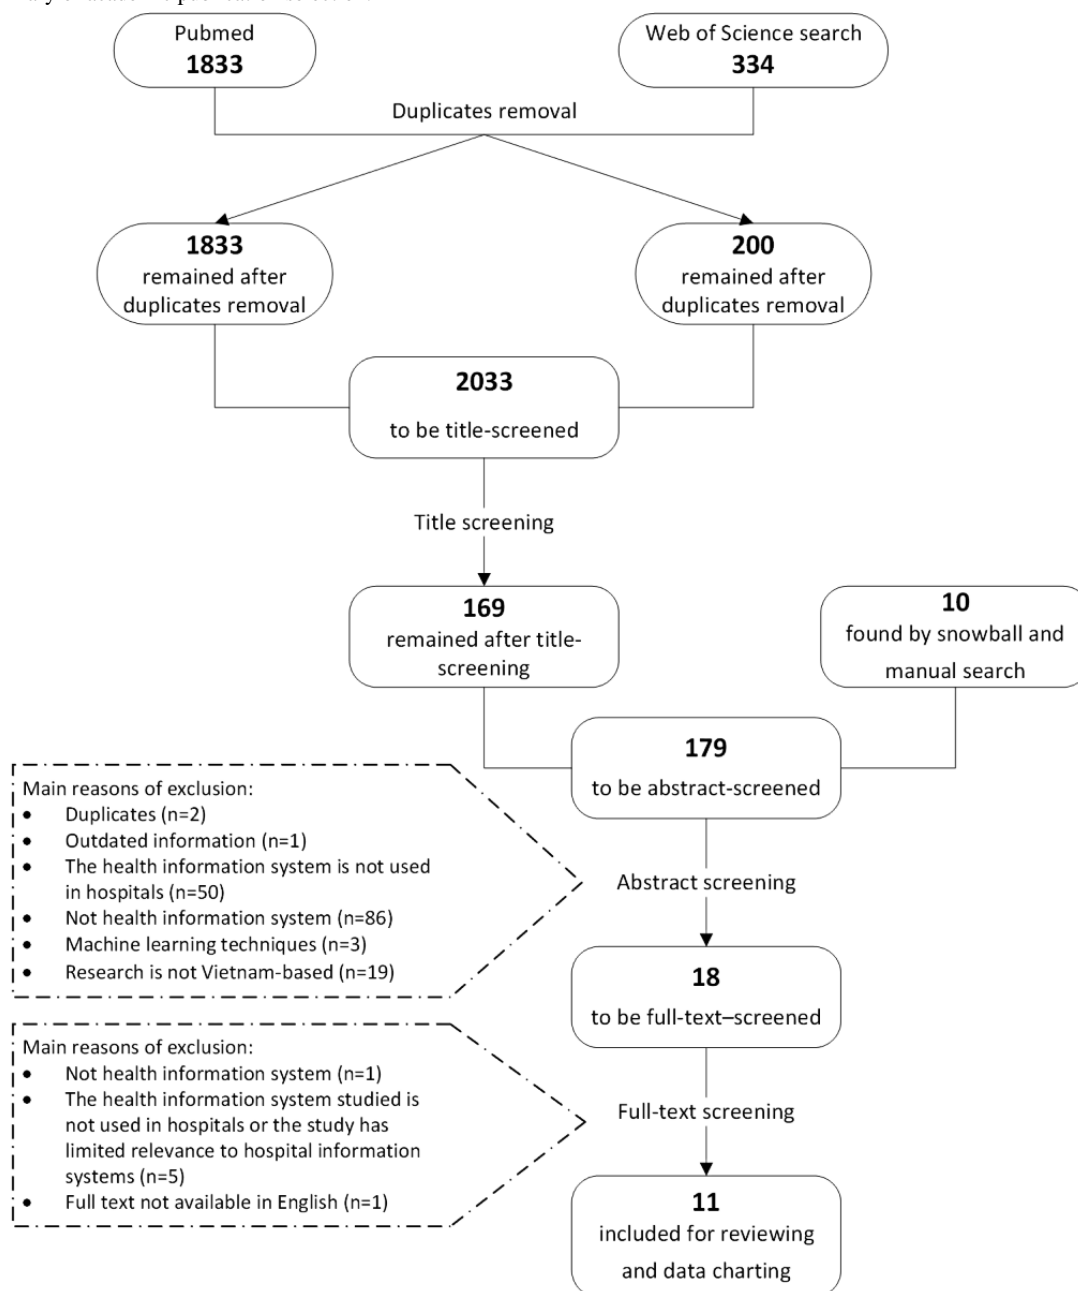 Pubmed
1833
Web of Science search
334
Duplicates removal
1833
remained after
duplicates removal
200
remained after
duplicates removal
2033
to be title-screened
Title screening
169
remained after title-
screening
10
found by snowball and
manual search
179
to be abstract-screened
Main reasons of exclusion:
• Duplicates (n=2)
• Outdated information (n=1)
• The health information system is not used
in hospitals (n=50)
• Not health information system (n=86)
• Machine learning techniques (n=3)
• Research is not Vietnam-based (n=19)
Abstract screening
18
to be full-text–screened
Main reasons of exclusion:
• Not health information system (n=1)
• The health information system studied is
not used in hospitals or the study has
limited relevance to hospital information
systems (n=5)
• Full text not available in English (n=1)
Full-text screening
11
included for reviewing
and data charting